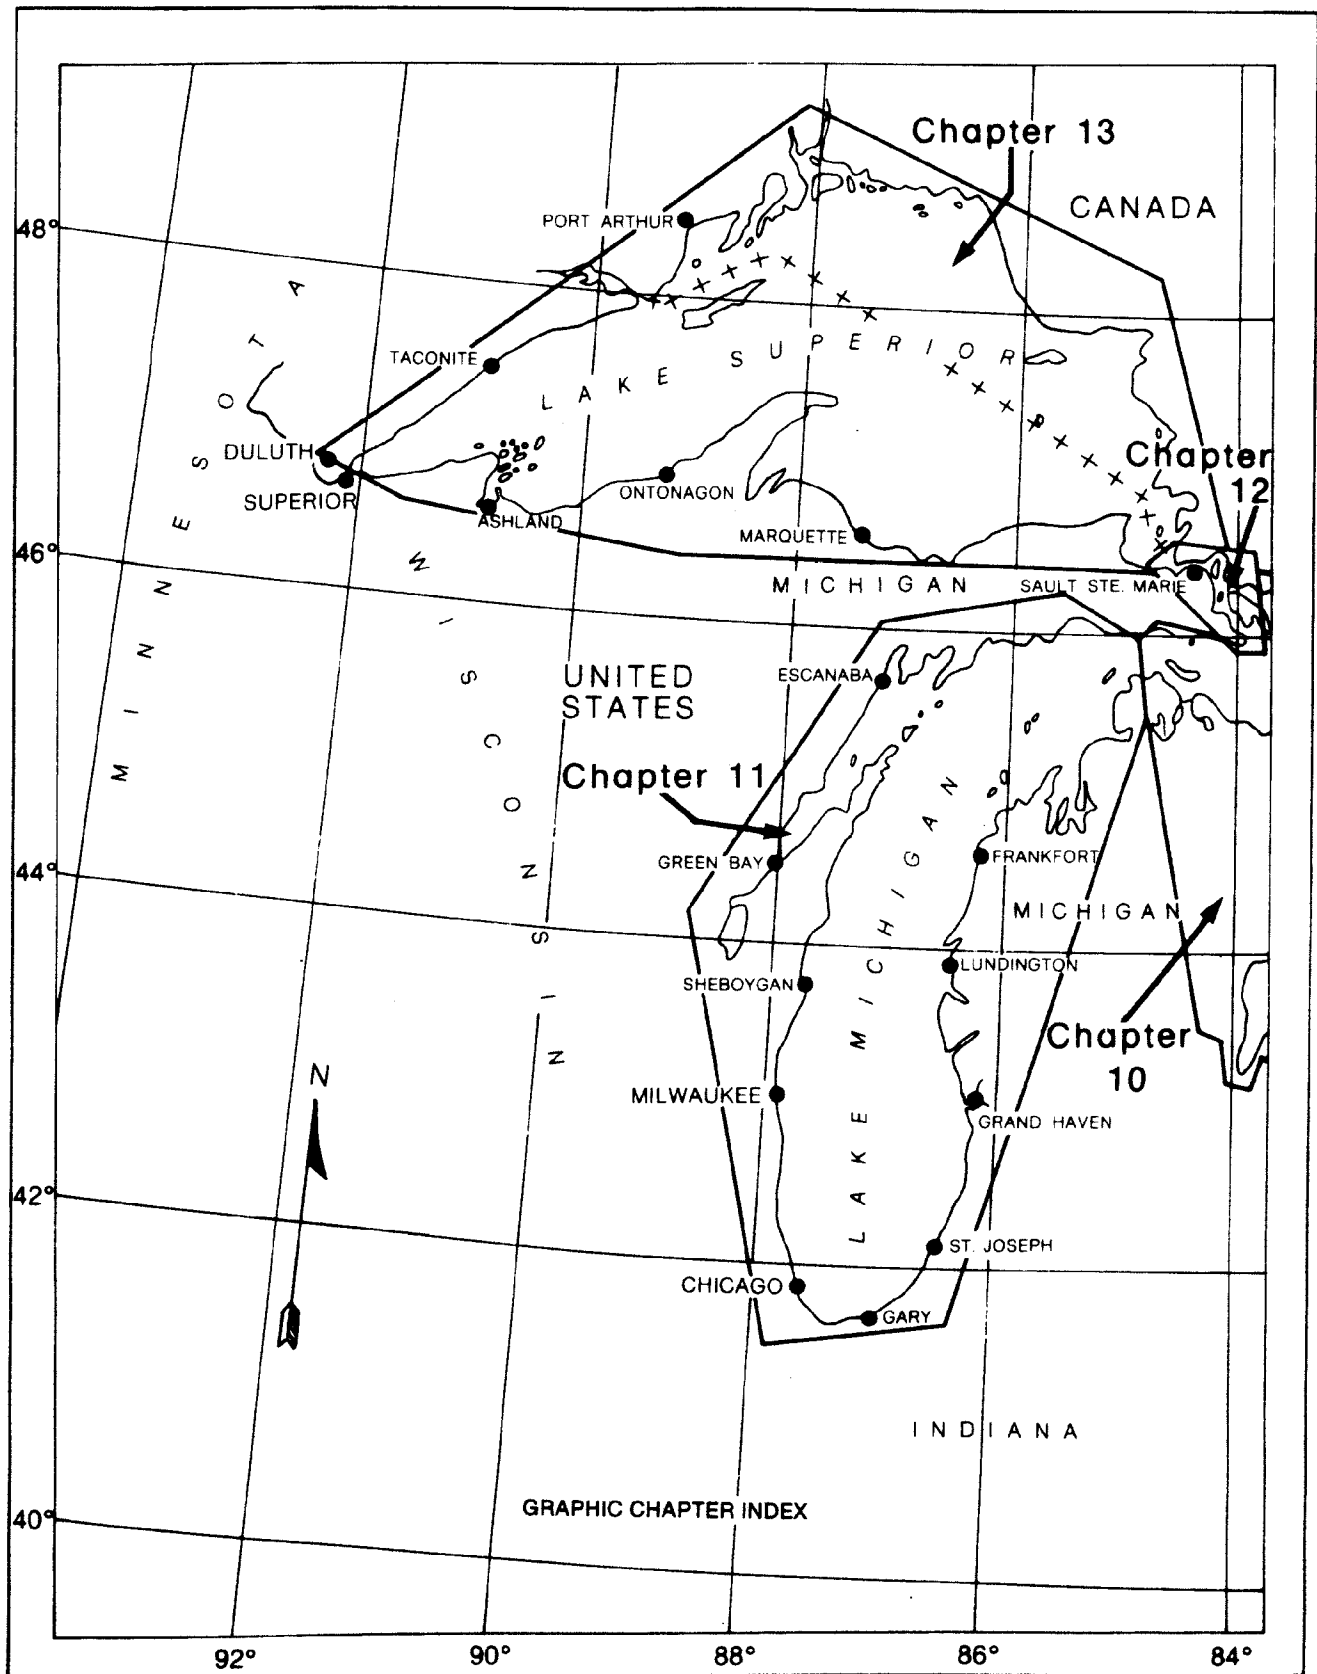 Chapter 13
CANADA
PORT ARTHUR
48°
TACONITE
LAKE SUPERIOR
MINNESOTA
DULUTH
SUPERIOR
ASHLAND
ONTONAGON
MARQUETTE
Chapter
12
46°
MICHIGAN
SAULT STE. MARIE
WISCONSIN
UNITED
STATES
ESCANABA
Chapter 11
LAKE MICHIGAN
GREEN BAY
FRANKFORT
44°
MICHIGAN
LUNDINGTON
SHEBOYGAN
Chapter
10
N
MILWAUKEE
GRAND HAVEN
42°
ST. JOSEPH
CHICAGO
GARY
INDIANA
GRAPHIC CHAPTER INDEX
40°
92°
90°
88°
86°
84°